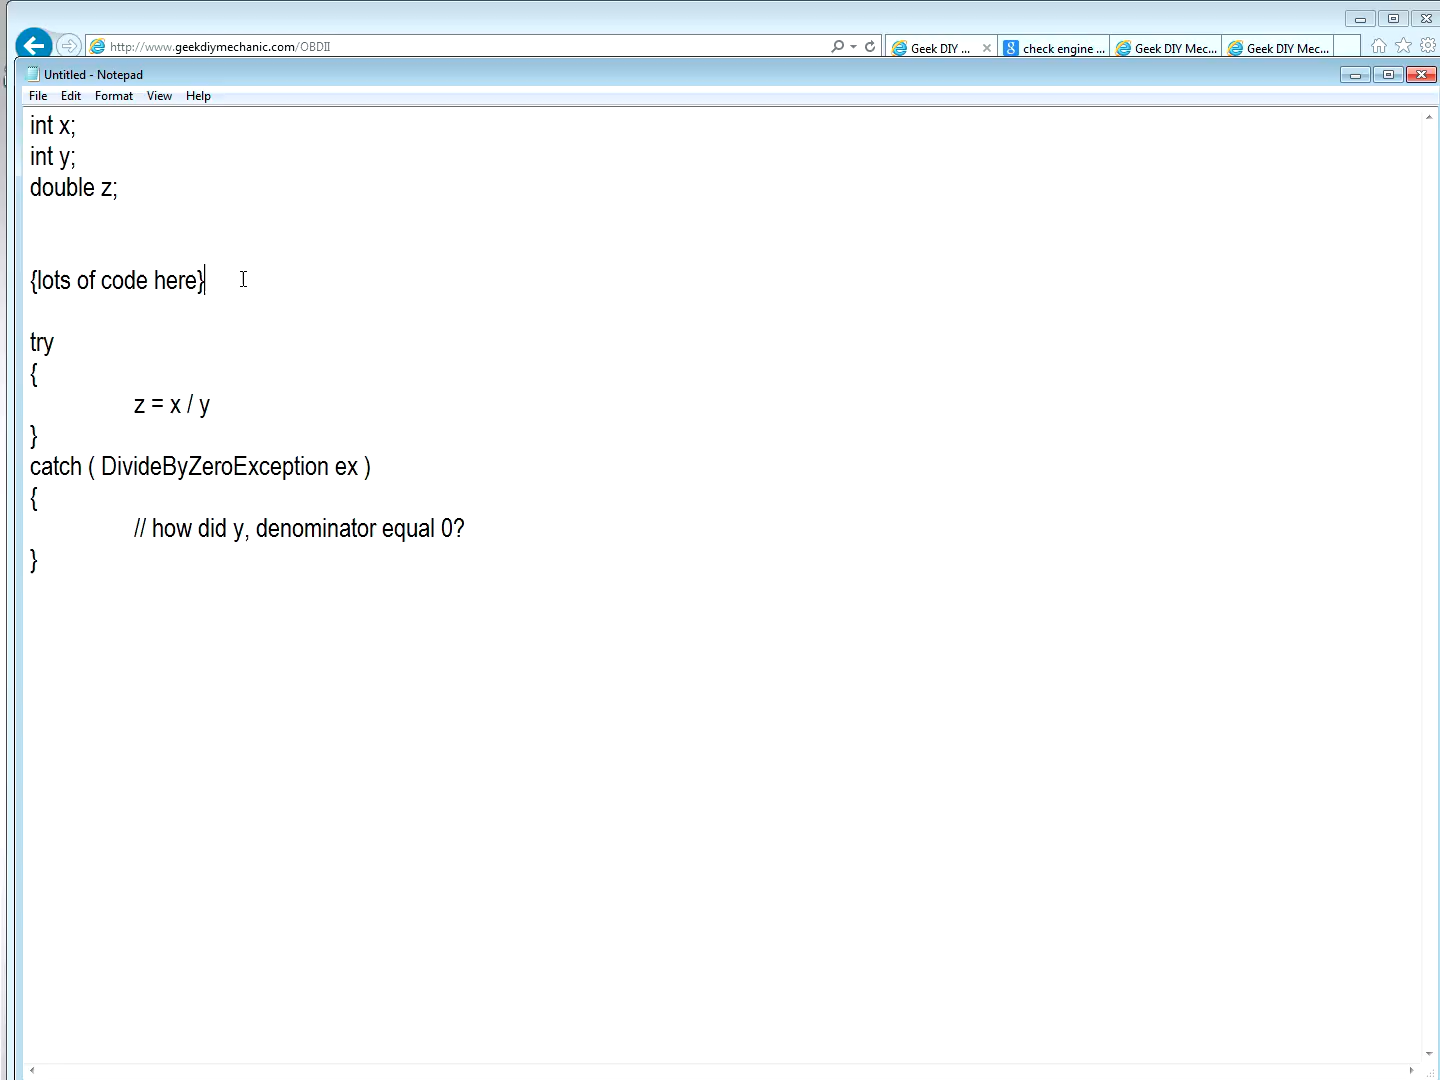 http://www.geekdiymechanic.com/OBDII
Geek DIY ...
check engine ...
Geek DIY Mec...
Geek DIY Mec...
Untitled - Notepad
File Edit Format View Help
int x;
int y;
double z;
{lots of code here}
try
{
z = x / y
}
catch ( DivideByZeroException ex )
{
// how did y, denominator equal 0?
}